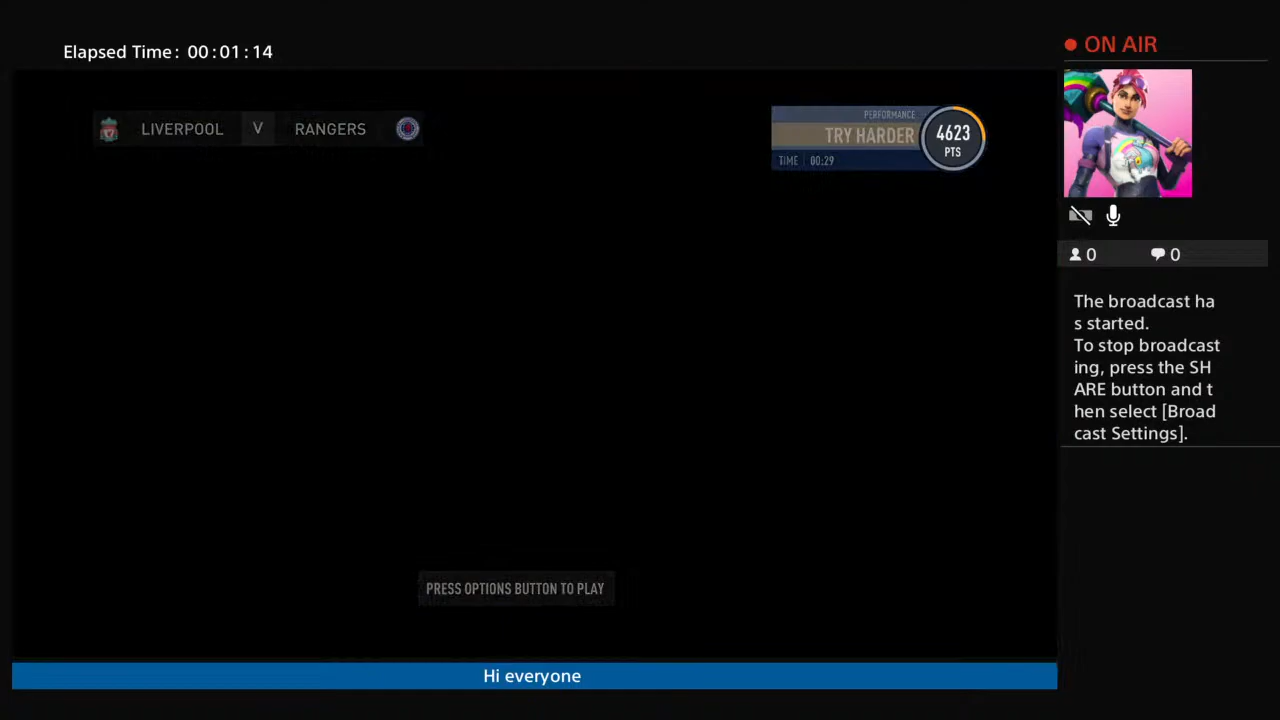 Elapsed Time: 00:01:14
ON AIR
LIVERPOOL V RANGERS
PERFORMANCE
TRY HARDER
4623
PTS
TIME 00:29
0 0
The broadcast ha
s started.
To stop broadcast
ing, press the SH
ARE button and t
hen select [Broad
cast Settings].
PRESS OPTIONS BUTTON TO PLAY
Hi everyone